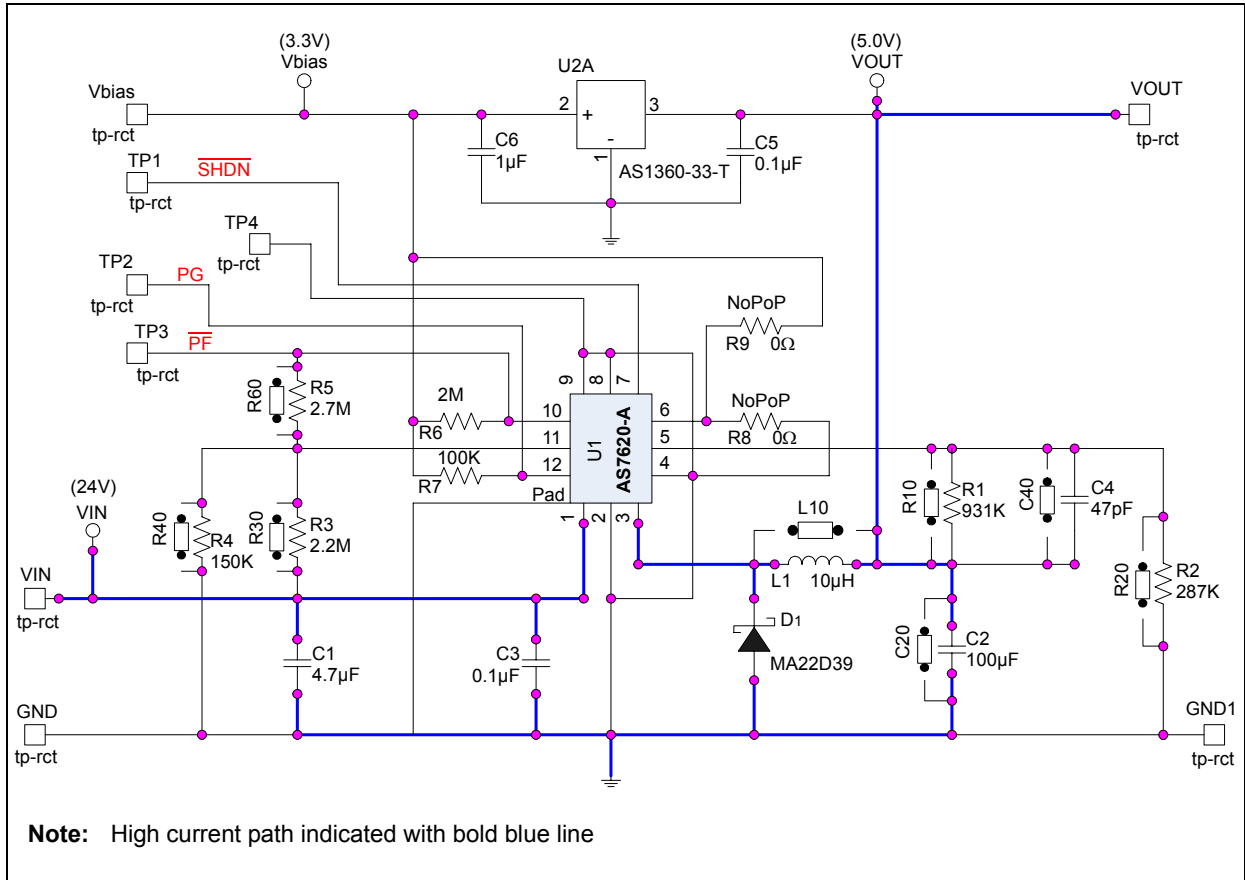 (3.3V)
Vbias
(5.0V)
VOUT
U2A
Vbias
tp-rct
2
+
3
-
1
AS1360-33-T
C6
1µF
C5
0.1µF
VOUT
tp-rct
TP1
tp-rct
SHDN
TP4
tp-rct
TP2
tp-rct
PG
TP3
tp-rct
PF
NoPoP
R9
0Ω
R60
R5
2.7M
2M
R6
100K
R7
9
8
7
10
11
12
Pad
U1
AS7620-A
6
5
4
1
2
3
NoPoP
R8
0Ω
(24V)
VIN
VIN
tp-rct
R40
R4
150K
R30
R3
2.2M
L10
L1
10µH
R10
R1
931K
C40
C4
47pF
R20
R2
287K
C1
4.7µF
C3
0.1µF
D1
MA22D39
C20
C2
100µF
GND
tp-rct
GND1
tp-rct
Note: High current path indicated with bold blue line